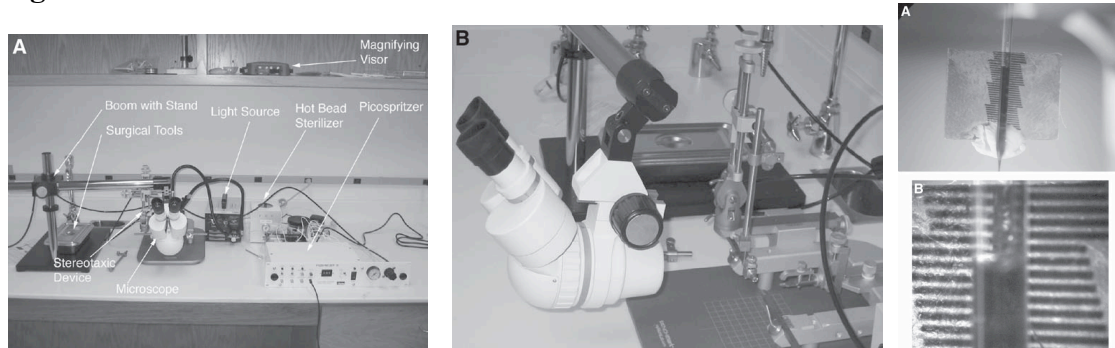 A
Magnifying
Visor
Boom with Stand
Surgical Tools
Light Source
Hot Bead
Sterilizer
Picospritzer
Stereotaxic
Device
Microscope
B
A
B